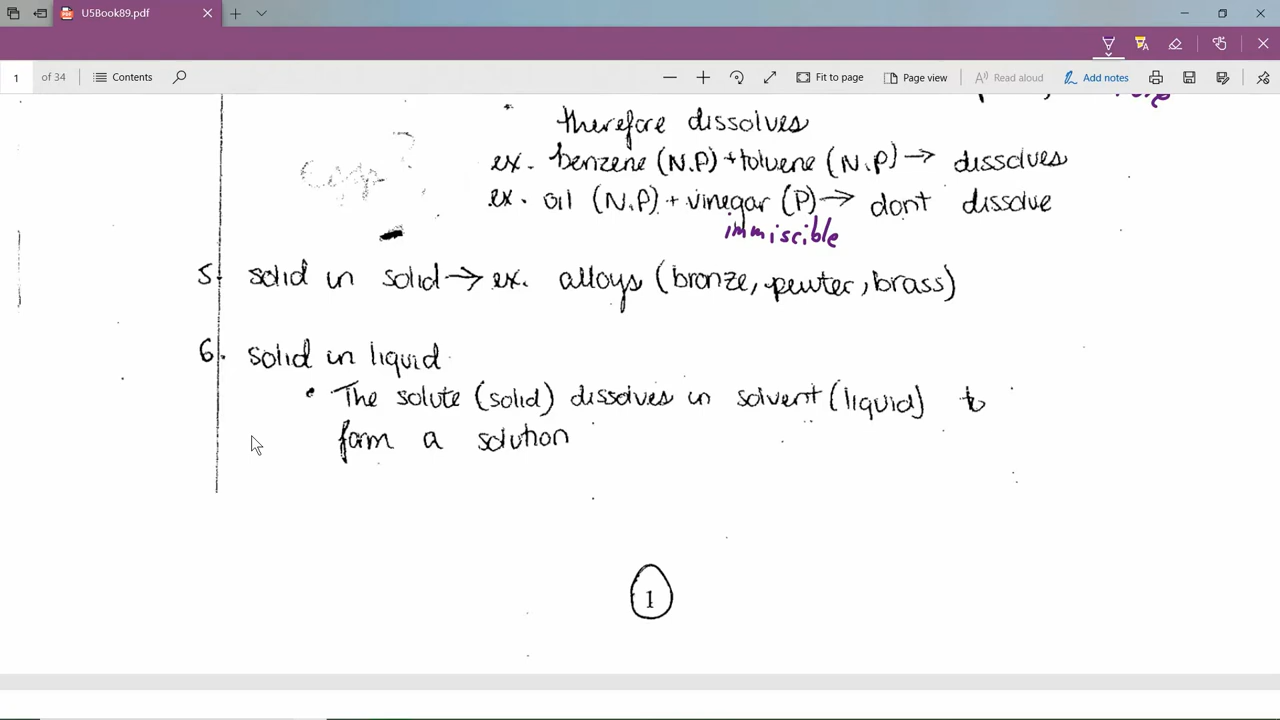 U5Book89.pdf
1 of 34 Contents Fit to page Page view Read aloud Add notes
therefore dissolves
ex. benzene (N.P) + toluene (N.P) → dissolves
ex. oil (N.P) + vinegar (P) → dont dissolve
immiscible
5. solid in solid → ex. alloys (bronze, pewter, brass)
6. solid in liquid
• The solute (solid) dissolves in solvent (liquid) to
form a solution
1